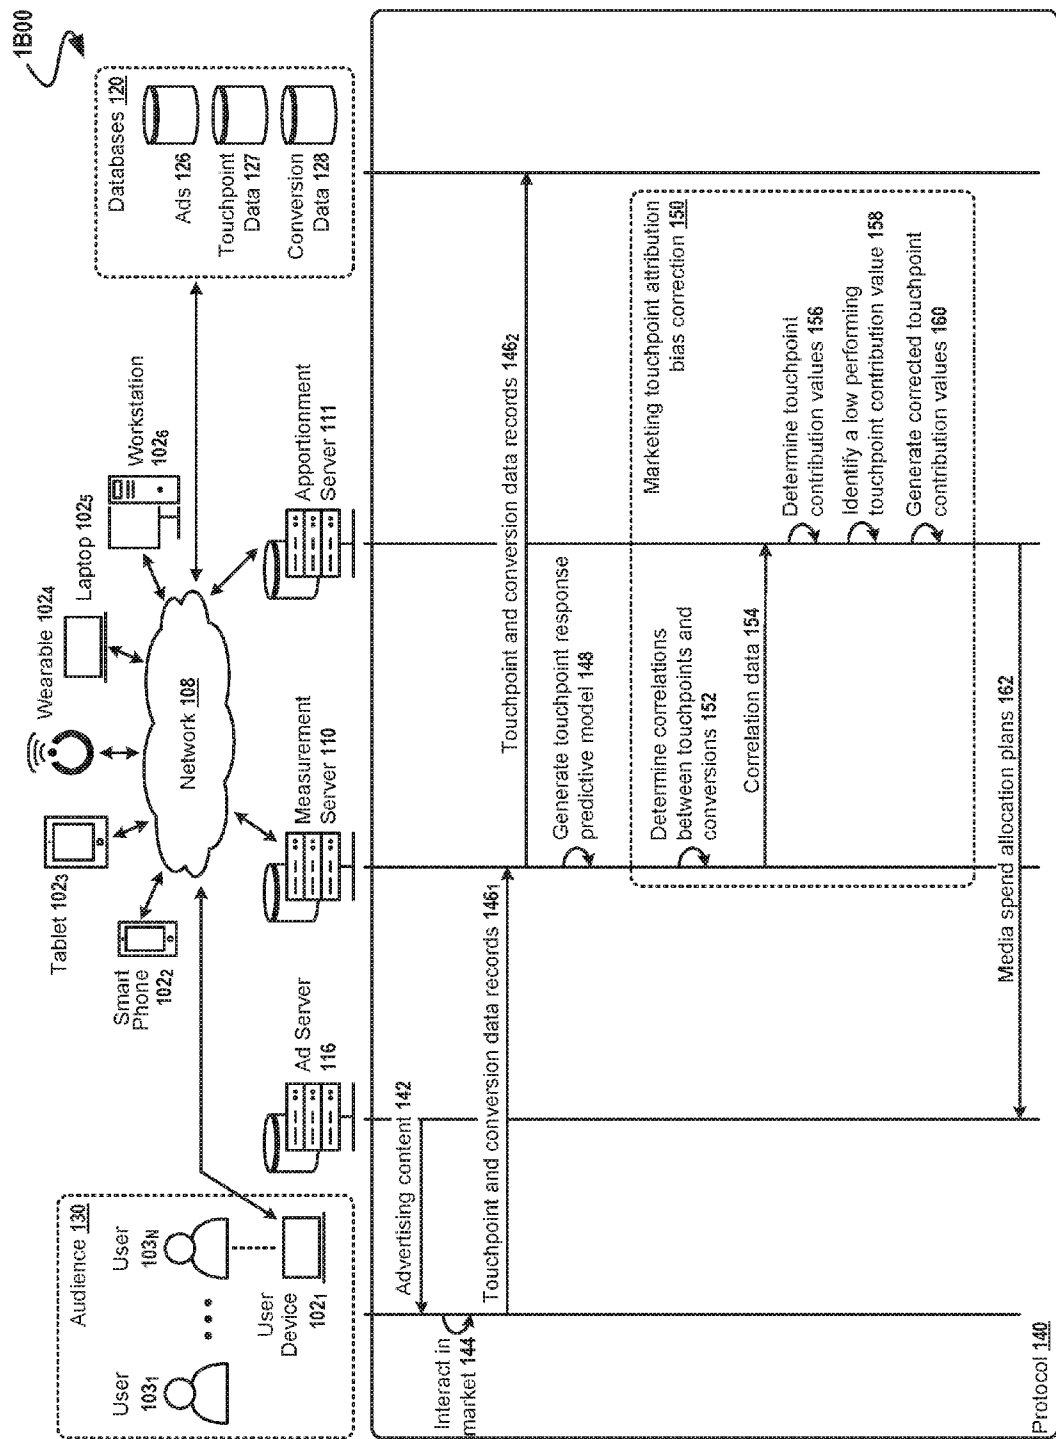 1B00
Audience 130
User
103₁
User
103N
User
Device
102₁
Smart
Phone
102₂
Tablet 102₃
Wearable 102₄
Laptop 102₅
Workstation
102₆
Network 108
Databases 120
Ads 126
Touchpoint
Data 127
Conversion
Data 128
Ad Server
116
Measurement
Server 110
Apportionment
Server 111
Advertising content 142
Interact in
market 144
Touchpoint and conversion data records 146₁
Touchpoint and conversion data records 146₂
Generate touchpoint response
predictive model 148
Marketing touchpoint attribution
bias correction 150
Determine correlations
between touchpoints and
conversions 152
Correlation data 154
Determine touchpoint
contribution values 156
Identify a low performing
touchpoint contribution value 158
Generate corrected touchpoint
contribution values 160
Media spend allocation plans 162
Protocol 140